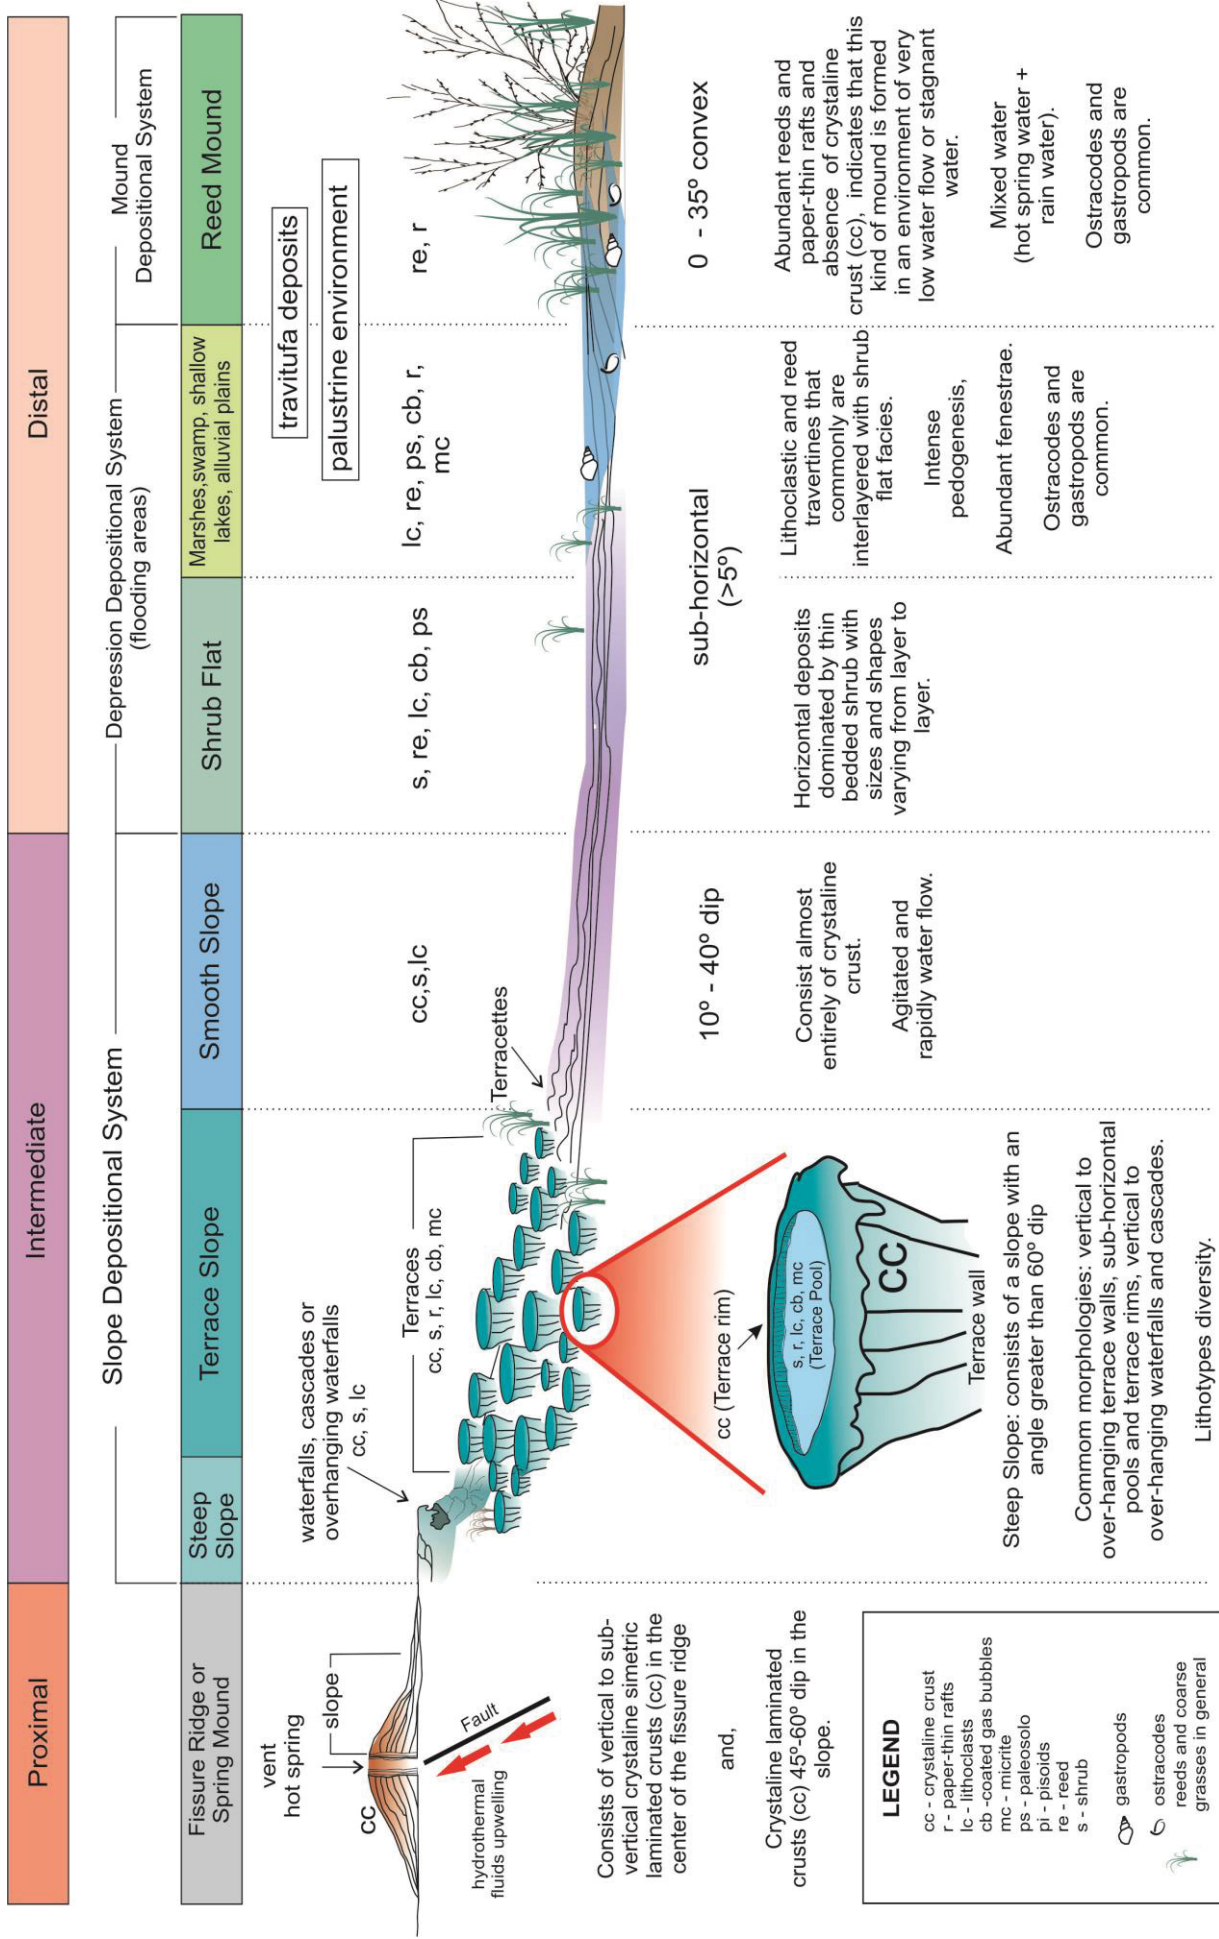 Proximal
Intermediate
Distal
Slope Depositional System
Depression Depositional System
(flooding areas)
Mound
Depositional System
Fissure Ridge or
Spring Mound
Steep
Slope
Terrace Slope
Smooth Slope
Shrub Flat
Marshes,swamp, shallow
lakes, alluvial plains
Reed Mound
travitufa deposits
palustrine environment
vent
hot spring
slope
cc
Fault
hydrothermal
fluids upwelling
waterfalls, cascades or
overhanging waterfalls
cc, s, lc
Terraces
cc, s, r, lc, cb, mc
Terracettes
cc,s,lc
s, re, lc, cb, ps
lc, re, ps, cb, r,
mc
re, r
Consists of vertical to sub-
vertical crystaline simetric
laminated crusts (cc) in the
center of the fissure ridge
and,
Crystaline laminated
crusts (cc) 45º-60º dip in the
slope.
cc (Terrace rim)
s, r, lc, cb, mc
(Terrace Pool)
CC
Terrace wall
Steep Slope: consists of a slope with an
angle greater than 60º dip
Commom morphologies: vertical to
over-hanging terrace walls, sub-horizontal
pools and terrace rims, vertical to
over-hanging waterfalls and cascades.
Lithotypes diversity.
10º - 40º dip
Consist almost
entirely of crystaline
crust.
Agitated and
rapidly water flow.
sub-horizontal
(>5º)
Horizontal deposits
dominated by thin
bedded shrub with
sizes and shapes
varying from layer to
layer.
Lithoclastic and reed
travertines that
commonly are
interlayered with shrub
flat facies.
Intense
pedogenesis,
Abundant fenestrae.
Ostracodes and
gastropods are
common.
0 - 35º convex
Abundant reeds and
paper-thin rafts and
absence of crystaline
crust (cc), indicates that this
kind of mound is formed
in an environment of very
low water flow or stagnant
water.
Mixed water
(hot spring water +
rain water).
Ostracodes and
gastropods are
common.
LEGEND
cc - crystaline crust
r - paper-thin rafts
lc - lithoclasts
cb -coated gas bubbles
mc - micrite
ps - paleosolo
pi - pisoids
re - reed
s - shrub
gastropods
ostracodes
reeds and coarse
grasses in general